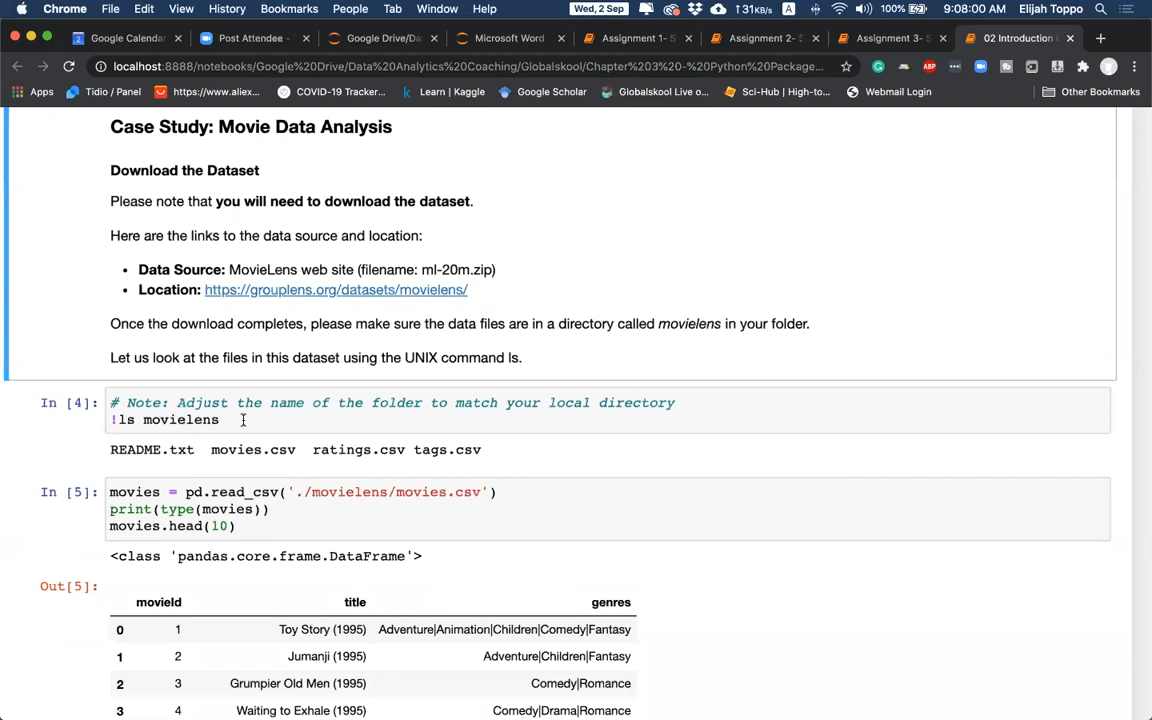 Chrome File Edit View History Bookmarks People Tab Window Help Wed, 2 Sep 31KB/s A 100% 9:08:00 AM Elijah Toppo
Google Calendar Post Attendee - Google Drive/Da Microsoft Word Assignment 1- S Assignment 2- S Assignment 3- S 02 Introduction
localhost:8888/notebooks/Google%20Drive/Data%20Analytics%20Coaching/Globalskool/Chapter%203%20-%20Python%20Package...
Apps Tidio / Panel https://www.aliex... COVID-19 Tracker... Learn | Kaggle Google Scholar Globalskool Live o... Sci-Hub | High-to... Webmail Login Other Bookmarks
Case Study: Movie Data Analysis
Download the Dataset
Please note that you will need to download the dataset.
Here are the links to the data source and location:
• Data Source: MovieLens web site (filename: ml-20m.zip)
• Location: https://grouplens.org/datasets/movielens/
Once the download completes, please make sure the data files are in a directory called movielens in your folder.
Let us look at the files in this dataset using the UNIX command ls.
In [4]: # Note: Adjust the name of the folder to match your local directory
!ls movielens
README.txt movies.csv ratings.csv tags.csv
In [5]: movies = pd.read_csv('./movielens/movies.csv')
print(type(movies))
movies.head(10)
<class 'pandas.core.frame.DataFrame'>
Out[5]:
movieId title genres
0 1 Toy Story (1995) Adventure|Animation|Children|Comedy|Fantasy
1 2 Jumanji (1995) Adventure|Children|Fantasy
2 3 Grumpier Old Men (1995) Comedy|Romance
3 4 Waiting to Exhale (1995) Comedy|Drama|Romance